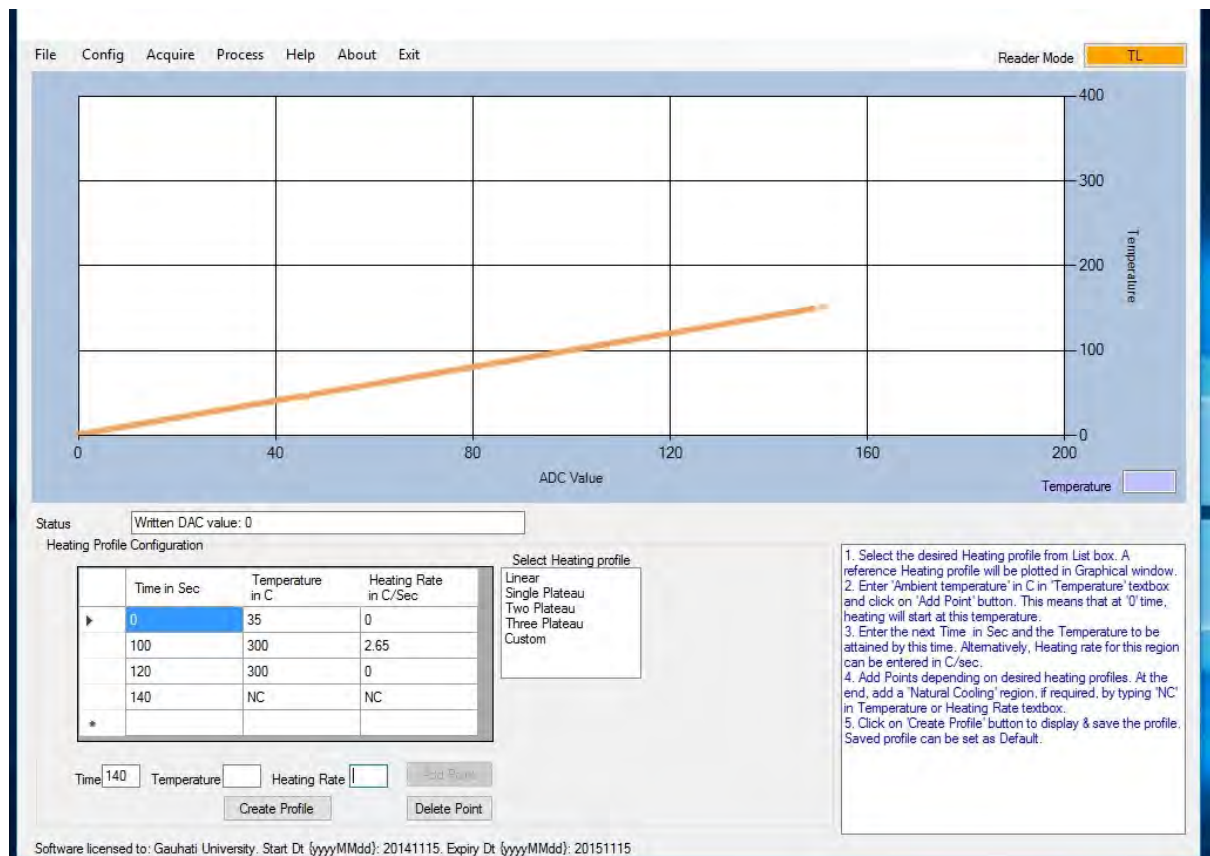 File Config Acquire Process Help About Exit
Reader Mode TL
400
300
200
100
0
Temperature
0 40 80 120 160 200
ADC Value
Temperature
Status Written DAC value: 0
Heating Profile Configuration
Time in Sec Temperature in C Heating Rate in C/Sec
0 35 0
100 300 2.65
120 300 0
140 NC NC
*
Time 140 Temperature Heating Rate Add Point
Create Profile Delete Point
Select Heating profile
Linear
Single Plateau
Two Plateau
Three Plateau
Custom
1. Select the desired Heating profile from List box. A
reference Heating profile will be plotted in Graphical window.
2. Enter 'Ambient temperature' in C in 'Temperature' textbox
and click on 'Add Point' button. This means that at '0' time,
heating will start at this temperature.
3. Enter the next Time in Sec and the Temperature to be
attained by this time. Alternatively, Heating rate for this region
can be entered in C/sec.
4. Add Points depending on desired heating profiles. At the
end, add a 'Natural Cooling' region, if required, by typing 'NC'
in Temperature or Heating Rate textbox.
5. Click on 'Create Profile' button to display & save the profile.
Saved profile can be set as Default.
Software licensed to: Gauhati University. Start Dt {yyyyMMdd}: 20141115. Expiry Dt {yyyyMMdd}: 20151115